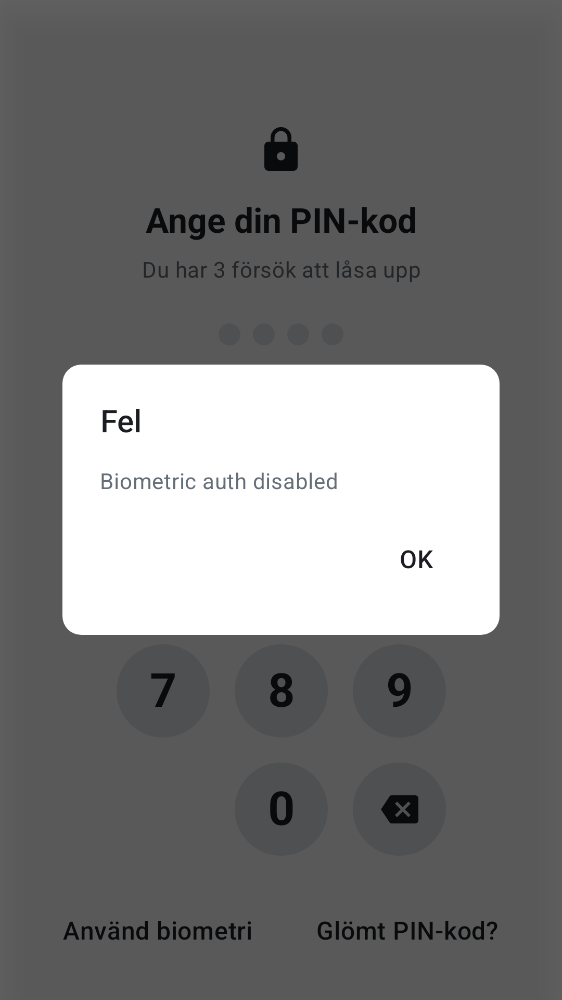 Ange din PIN-kod
Du har 3 försök att låsa upp
Fel
Biometric auth disabled
OK
7 8 9
0
Använd biometri Glömt PIN-kod?